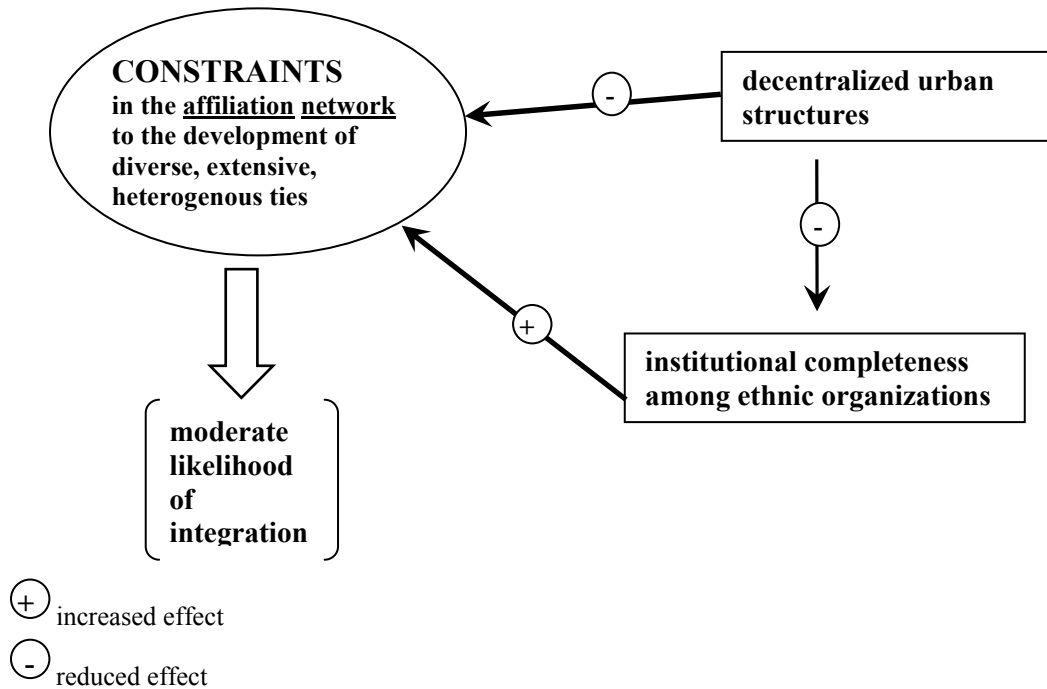 CONSTRAINTS
in the affiliation network
to the development of
diverse, extensive,
heterogenous ties
-
decentralized urban
structures
-
+
institutional completeness
among ethnic organizations
moderate
likelihood
of
integration
+ increased effect
- reduced effect